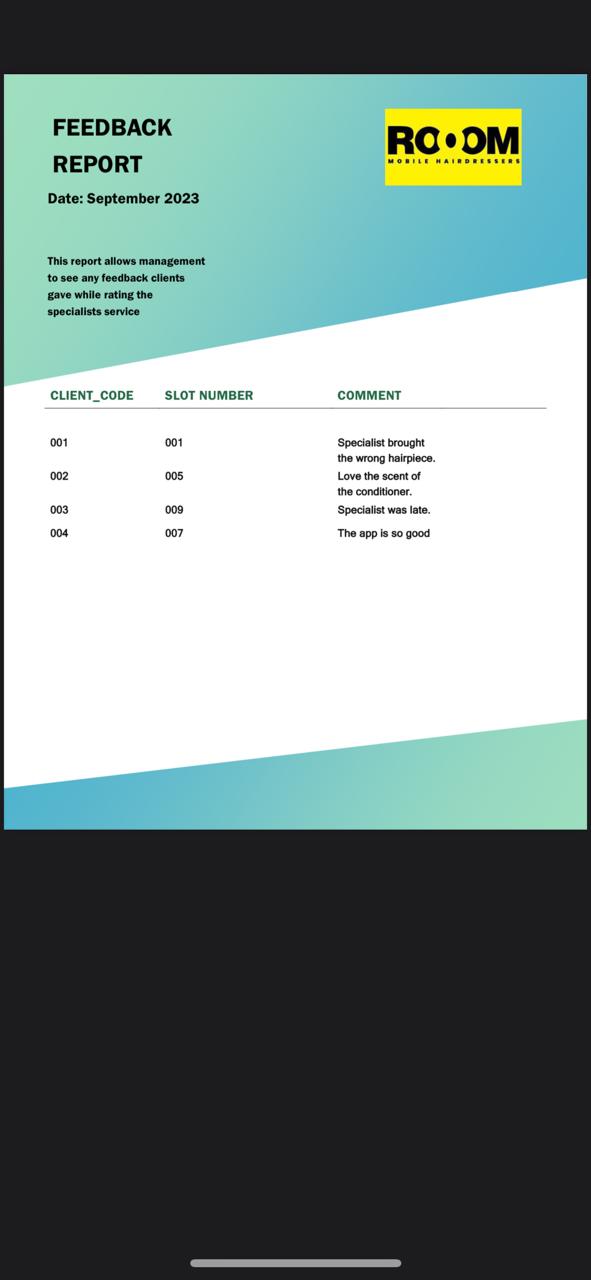 FEEDBACK
REPORT
Date: September 2023
ROOOM
MOBILE HAIRDRESSERS
This report allows management
to see any feedback clients
gave while rating the
specialists service
CLIENT_CODE SLOT NUMBER COMMENT
001 001 Specialist brought
the wrong hairpiece.
002 005 Love the scent of
the conditioner.
003 009 Specialist was late.
004 007 The app is so good